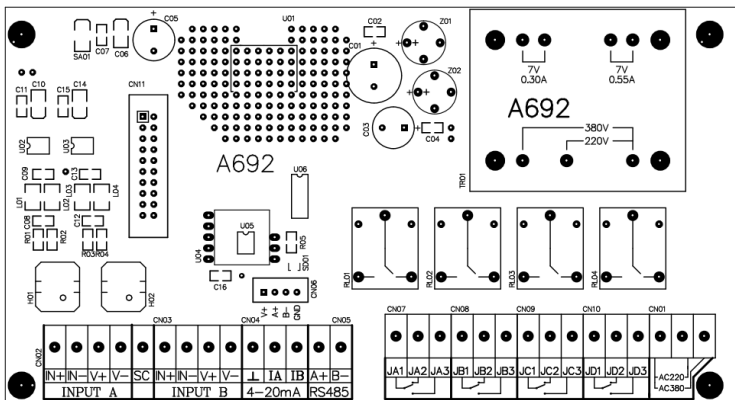 C05
U01
C02
Z01
SA01
C07
C06
C01
Z02
7V
0.30A
7V
0.55A
C11
C10
C15
C14
CN11
A692
380V
220V
C03
C04
U02
U03
A692
TR01
C09
C13
U06
L01
L02
L03
L04
C08
C12
R01
R02
R03
R04
U04
U05
R05
SD01
C16
CN06
RL01
RL02
RL03
RL04
H01
H02
V+
A+
B-
GND
CN02
CN03
CN04
CN05
CN07
CN08
CN09
CN10
CN01
IN+ IN- V+ V- SC IN+ IN- V+ V- ⊥ IA IB A+ B-
INPUT A INPUT B 4-20mA RS485
JA1 JA2 JA3 JB1 JB2 JB3 JC1 JC2 JC3 JD1 JD2 JD3
AC220
AC380